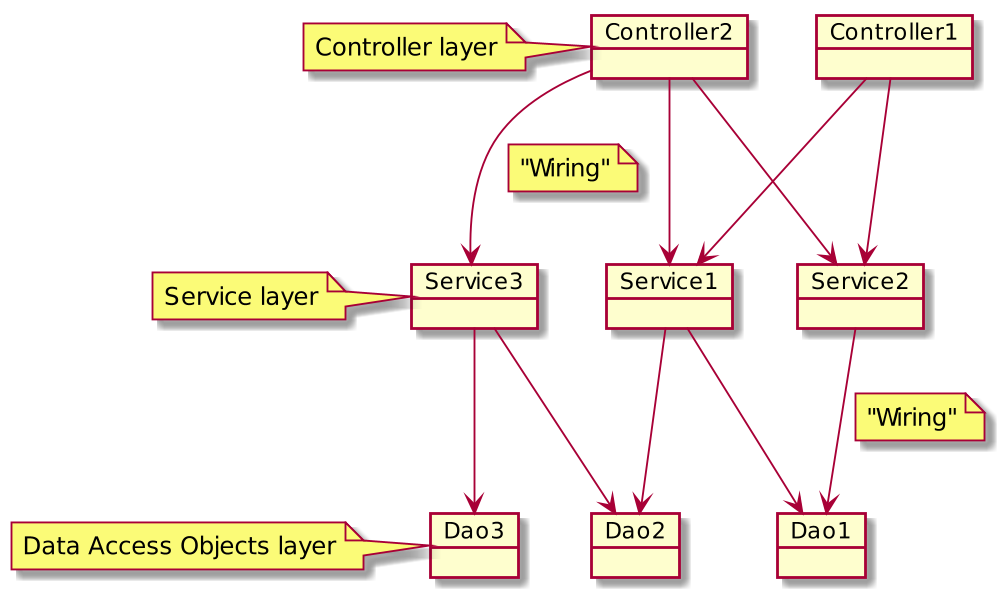 Controller layer
Controller2
Controller1
"Wiring"
Service layer
Service3
Service1
Service2
"Wiring"
Data Access Objects layer
Dao3
Dao2
Dao1